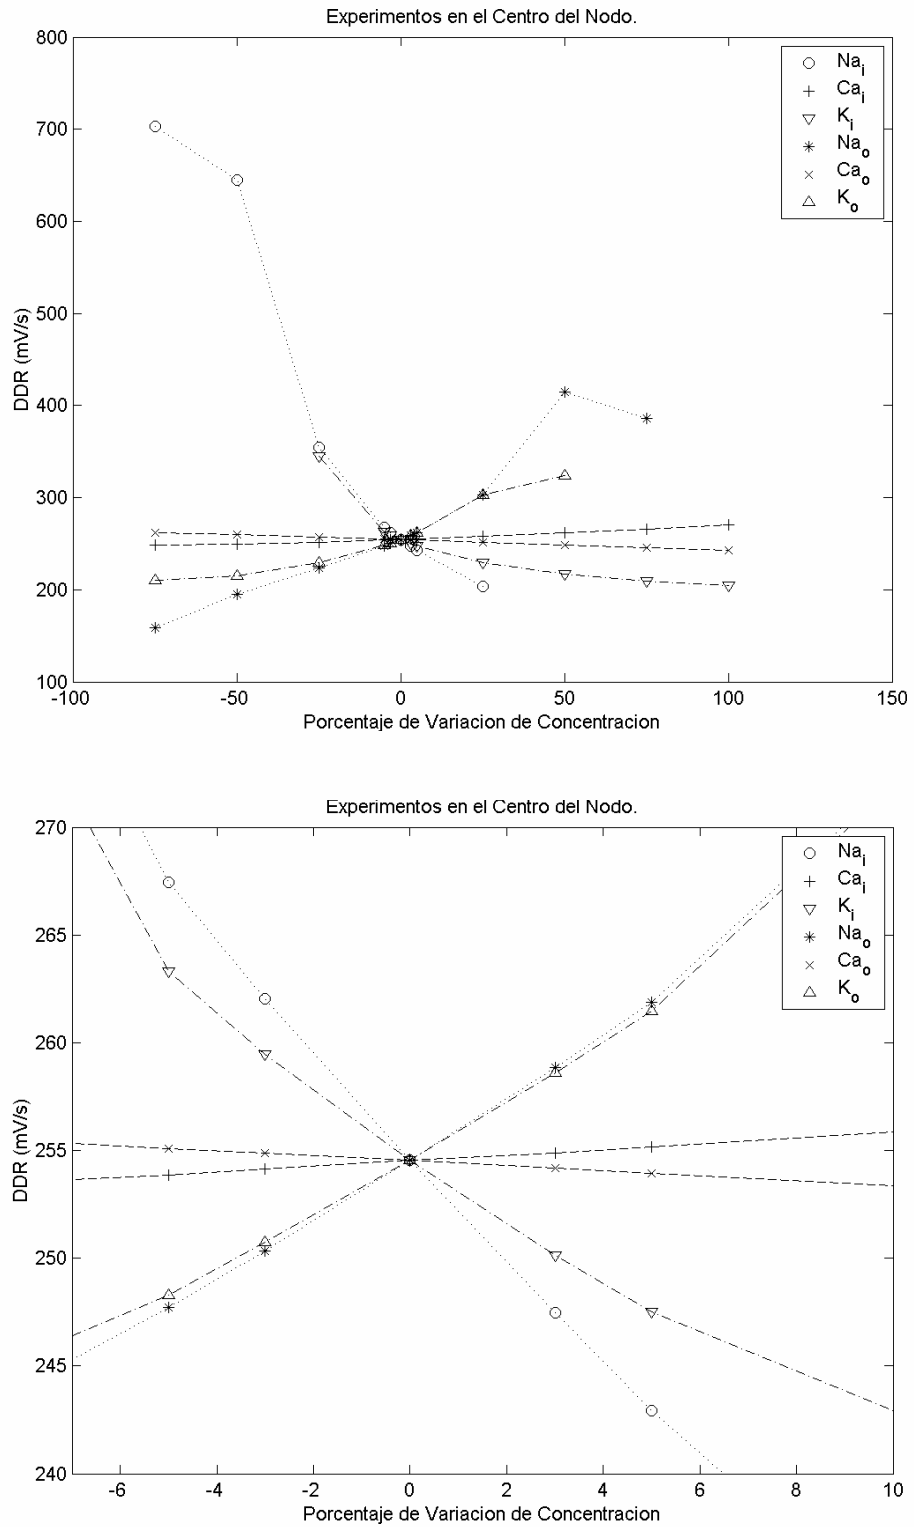 Experimentos en el Centro del Nodo.
800
700
600
500
400
300
200
100
DDR (mV/s)
Na_i
Ca_i
K_i
Na_o
Ca_o
K_o
-100 -50 0 50 100 150
Porcentaje de Variacion de Concentracion
Experimentos en el Centro del Nodo.
270
265
260
255
250
245
240
DDR (mV/s)
Na_i
Ca_i
K_i
Na_o
Ca_o
K_o
-6 -4 -2 0 2 4 6 8 10
Porcentaje de Variacion de Concentracion